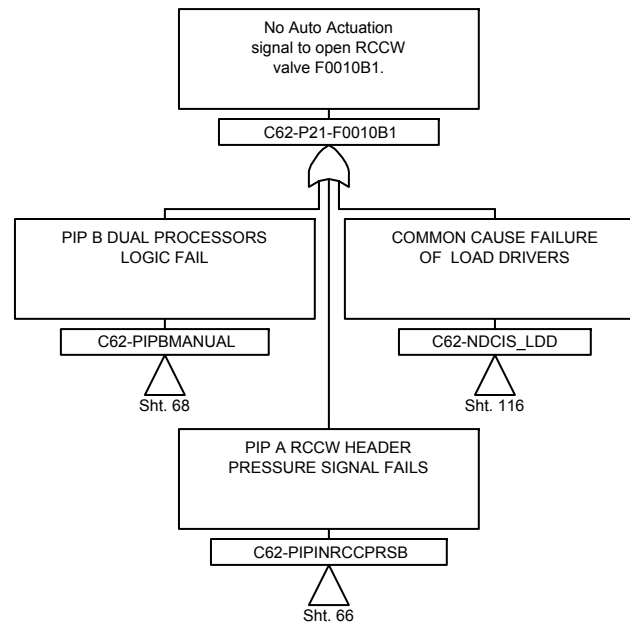 No Auto Actuation
signal to open RCCW
valve F0010B1.
C62-P21-F0010B1
PIP B DUAL PROCESSORS
LOGIC FAIL
C62-PIPBMANUAL
Sht. 68
COMMON CAUSE FAILURE
OF LOAD DRIVERS
C62-NDCIS_LDD
Sht. 116
PIP A RCCW HEADER
PRESSURE SIGNAL FAILS
C62-PIPINRCCPRSB
Sht. 66